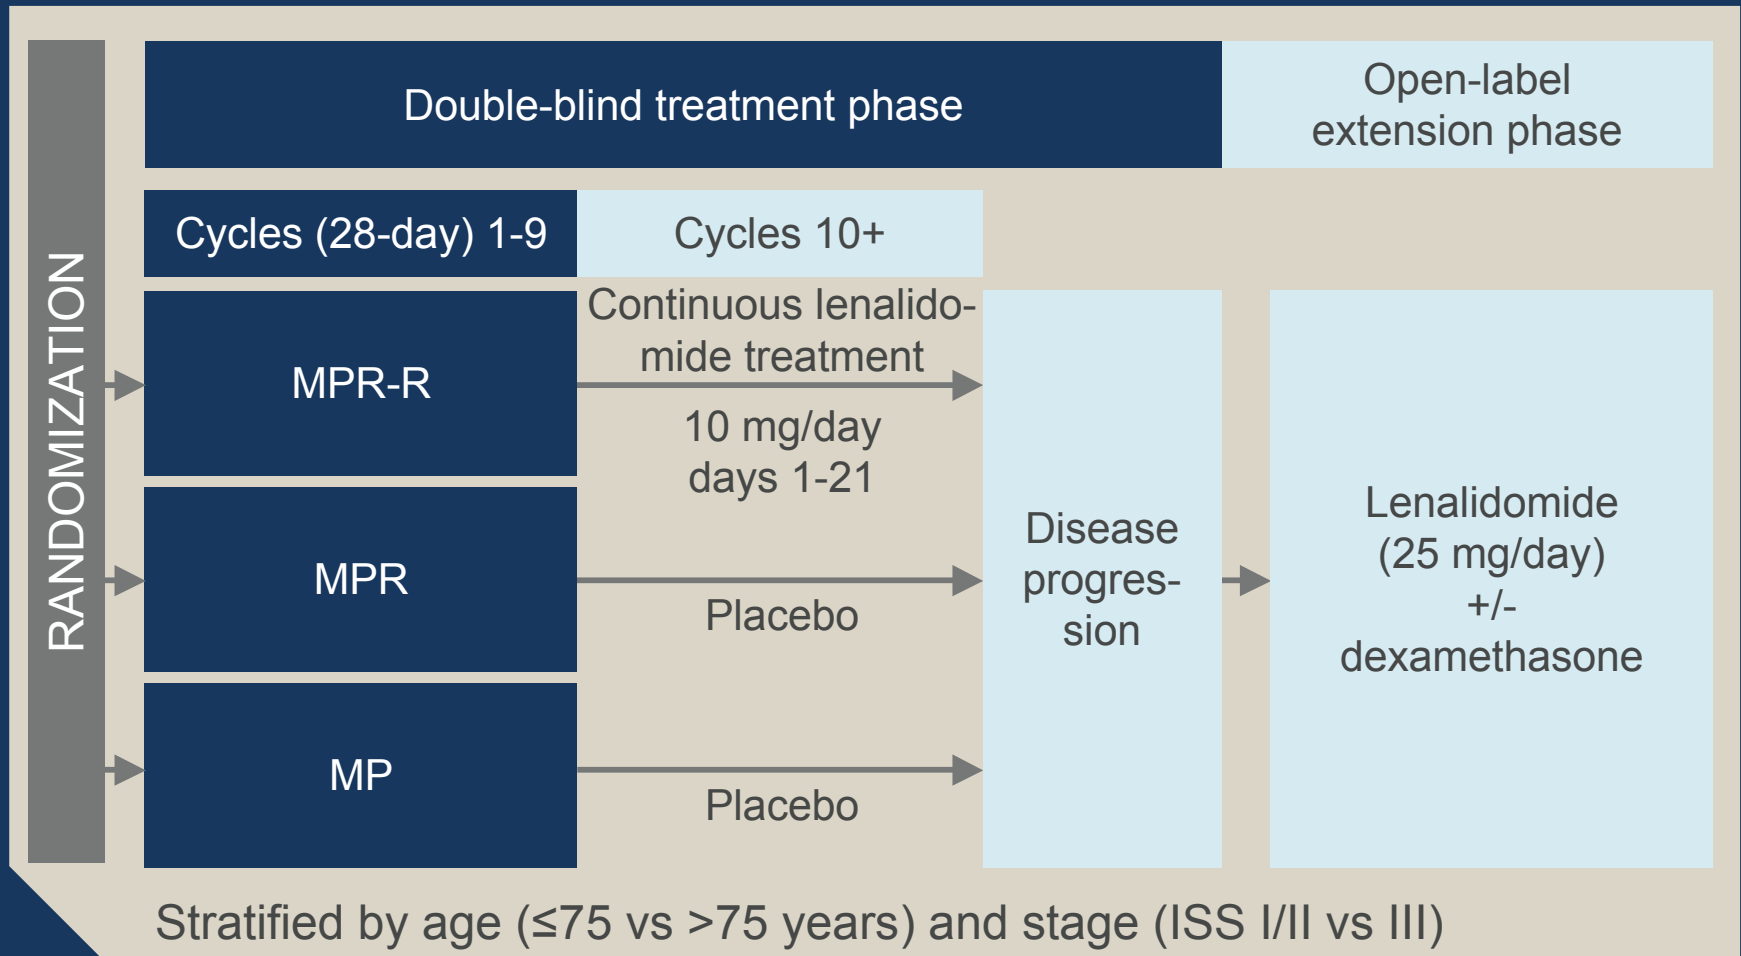 RANDOMIZATION
Double-blind treatment phase
Open-label
extension phase
Cycles (28-day) 1-9
Cycles 10+
MPR-R
Continuous lenalido-
mide treatment
10 mg/day
days 1-21
MPR
Placebo
MP
Placebo
Disease
progres-
sion
Lenalidomide
(25 mg/day)
+/-
dexamethasone
Stratified by age (≤75 vs >75 years) and stage (ISS I/II vs III)